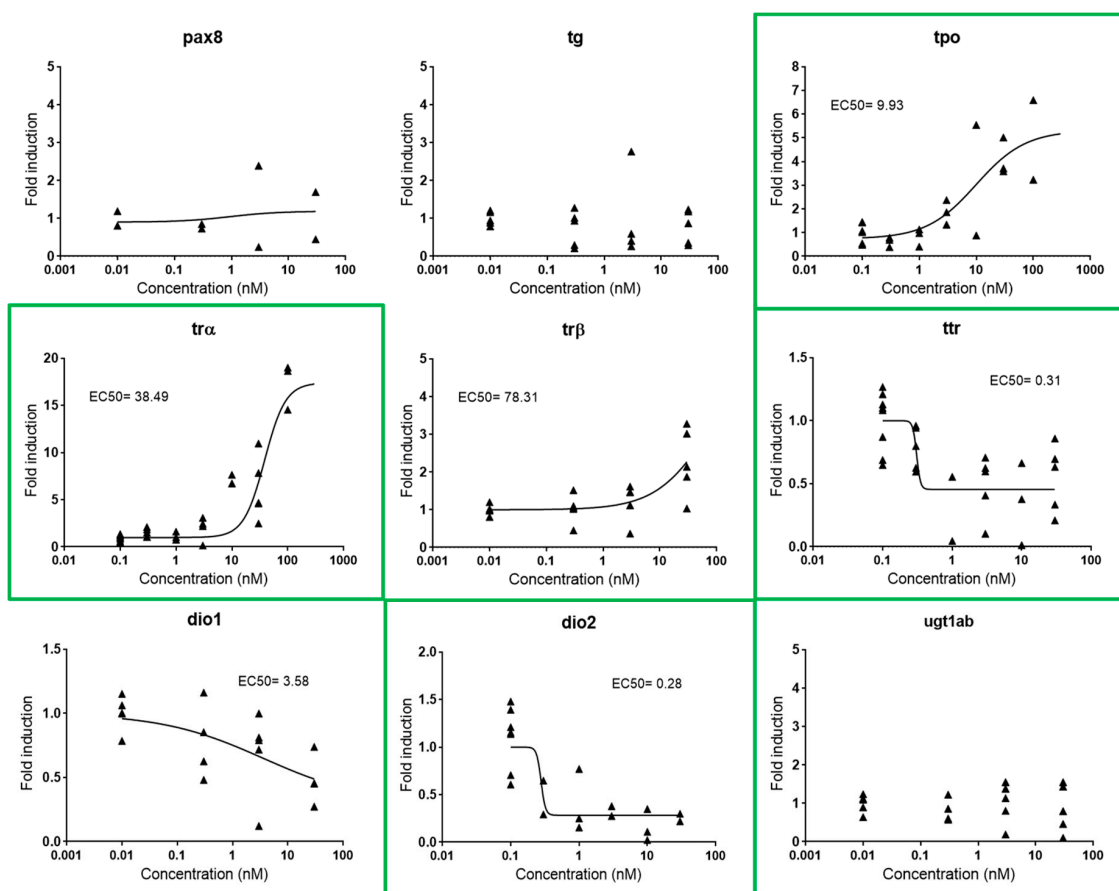 pax8
5
4
3
2
1
0
Fold induction
0.001 0.01 0.1 1 10 100
Concentration (nM)
tg
5
4
3
2
1
0
Fold induction
0.001 0.01 0.1 1 10 100
Concentration (nM)
tpo
8
7
6
5
4
3
2
1
0
Fold induction
EC50= 9.93
0.01 0.1 1 10 100 1000
Concentration (nM)
trα
20
15
10
5
0
Fold induction
EC50= 38.49
0.01 0.1 1 10 100 1000
Concentration (nM)
trβ
5
4
3
2
1
0
Fold induction
EC50= 78.31
0.001 0.01 0.1 1 10 100
Concentration (nM)
ttr
1.5
1.0
0.5
0.0
Fold induction
EC50= 0.31
0.01 0.1 1 10 100
Concentration (nM)
dio1
1.5
1.0
0.5
0.0
Fold induction
EC50= 3.58
0.001 0.01 0.1 1 10 100
Concentration (nM)
dio2
2.0
1.5
1.0
0.5
0.0
Fold induction
EC50= 0.28
0.01 0.1 1 10 100
Concentration (nM)
ugt1ab
5
4
3
2
1
0
Fold induction
0.001 0.01 0.1 1 10 100
Concentration (nM)